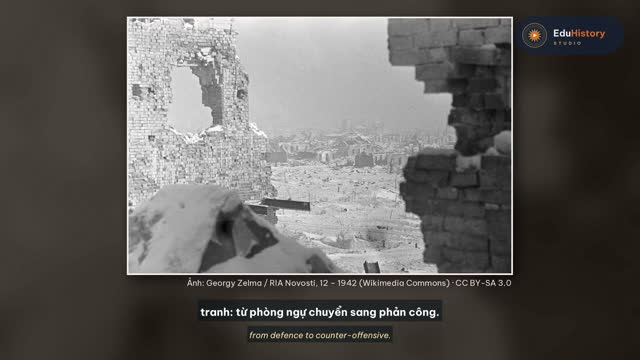 EduHistory
STUDIO
Ảnh: Georgy Zelma / RIA Novosti, 12 - 1942 (Wikimedia Commons) · CC BY-SA 3.0
tranh: từ phòng ngự chuyển sang phản công.
from defence to counter-offensive.